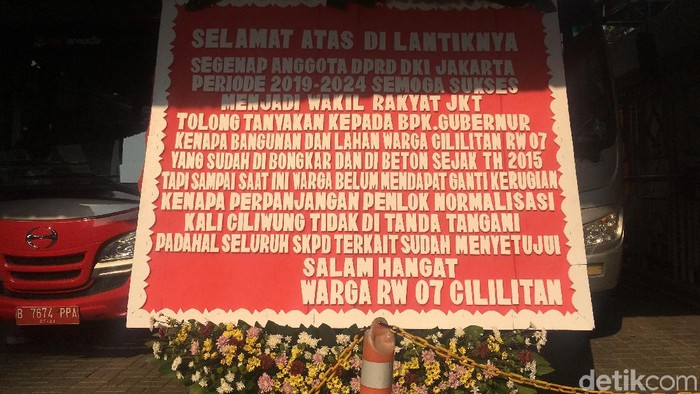 SELAMAT ATAS DI LANTIKNYA
SEGENAP ANGGOTA DPRD DKI JAKARTA
PERIODE 2019-2024 SEMOGA SUKSES
MENJADI WAKIL RAKYAT JKT
TOLONG TANYAKAN KEPADA BPK.GUBERNUR
KENAPA BANGUNAN DAN LAHAN WARGA CILILITAN RW 07
YANG SUDAH DI BONGKAR DAN DI BETON SEJAK TH 2015
TAPI SAMPAI SAAT INI WARGA BELUM MENDAPAT GANTI KERUGIAN
KENAPA PERPANJANGAN PENLOK NORMALISASI
KALI CILIWUNG TIDAK DI TANDA TANGANI
PADAHAL SELURUH SKPD TERKAIT SUDAH MENYETUJUI
SALAM HANGAT
WARGA RW 07 CILILITAN
B 7674 PPA
detikcom